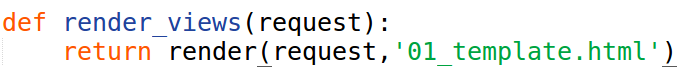 def render_views(request):
    return render(request,'01_template.html')